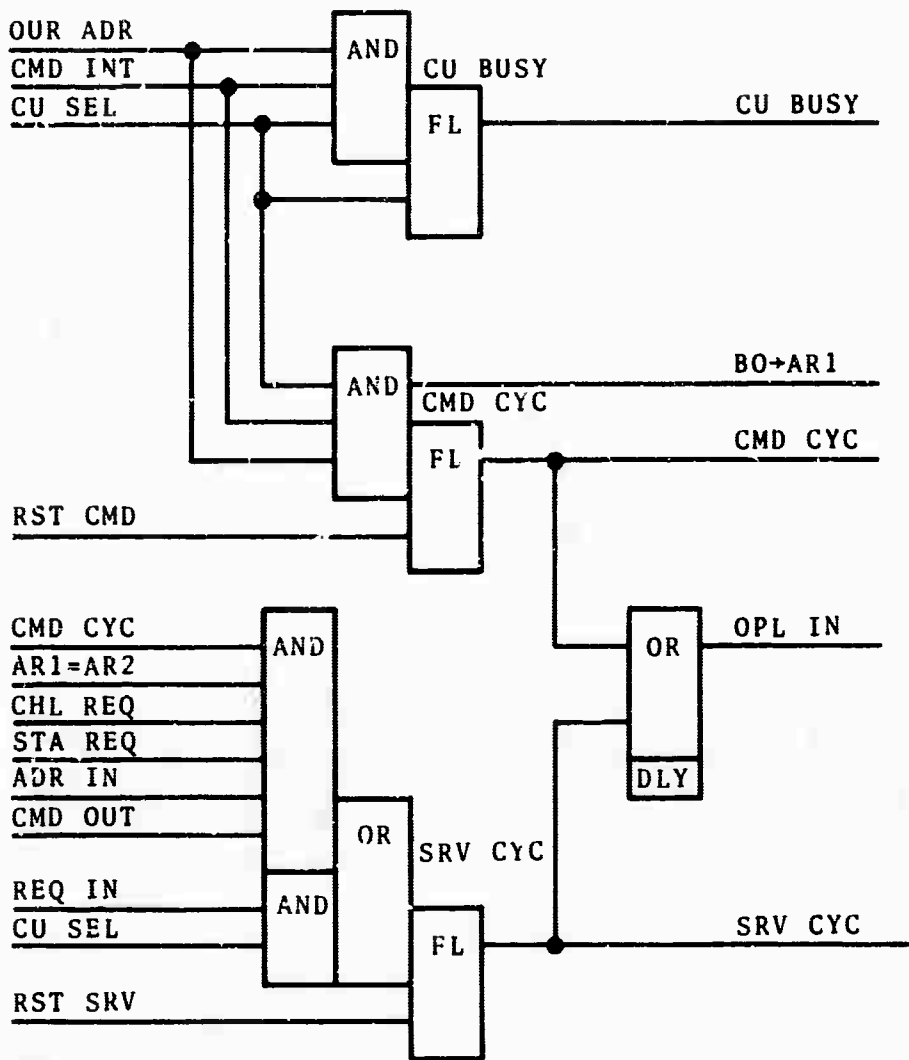 OUR ADR
AND
CMD INT
CU BUSY
CU SEL
FL
CU BUSY
AND
BO→AR1
CMD CYC
FL
CMD CYC
RST CMD
CMD CYC
AND
OR
OPL IN
AR1=AR2
CHL REQ
STA REQ
ADR IN
DLY
CMD OUT
OR
SRV CYC
REQ IN
AND
CU SEL
FL
SRV CYC
RST SRV